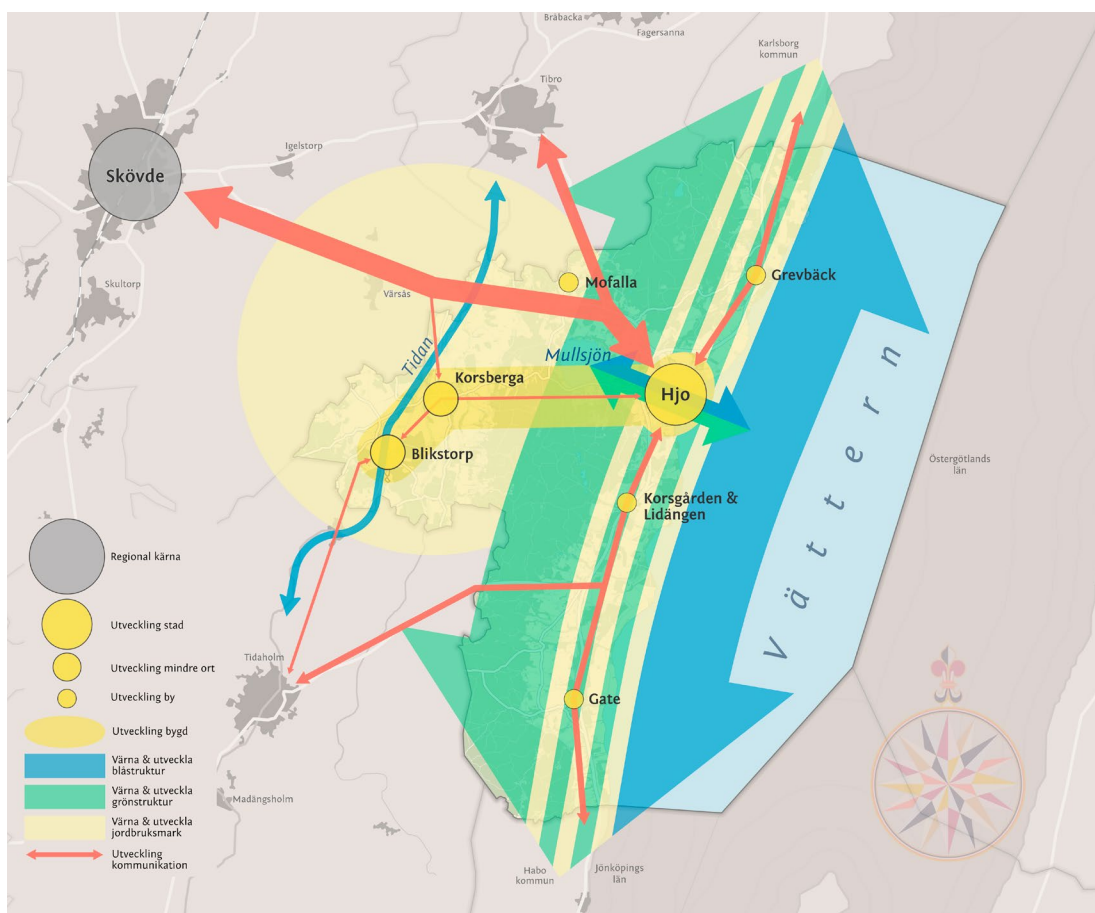 Bråbacka
Fagersanna
Karlsborg
kommun
Tibro
Igelstorp
Skövde
Skultorp
Värsås
Mofalla
Grevbäck
Tidan
Mullsjön
Korsberga
Hjo
Blikstorp
Vättern
Östergötlands
län
Korsgården &
Lidängen
Regional kärna
Utveckling stad
Utveckling mindre ort
Utveckling by
Utveckling bygd
Värna & utveckla
blåstruktur
Värna & utveckla
grönstruktur
Värna & utveckla
jordbruksmark
Utveckling
kommunikation
Tidaholm
Gate
Madängsholm
Habo
kommun
Jönköpings
län